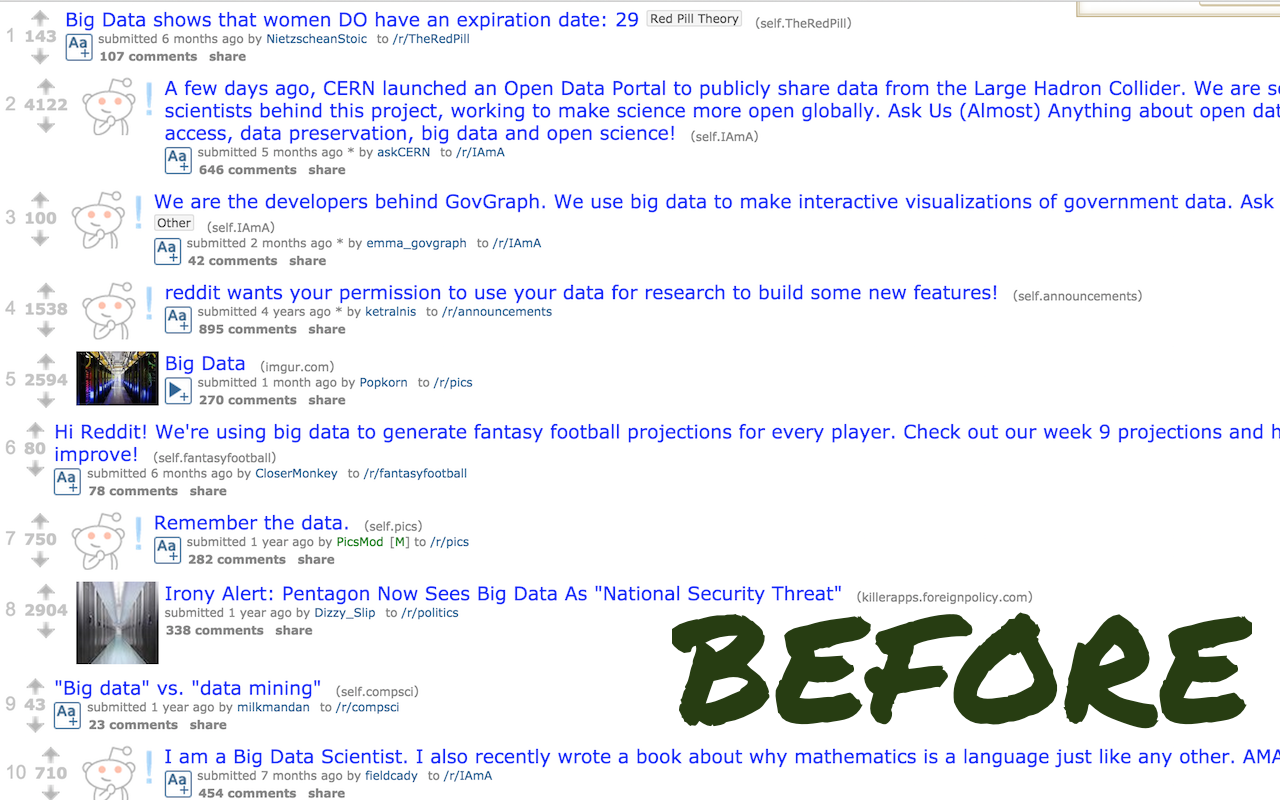 1 143 Big Data shows that women DO have an expiration date: 29 Red Pill Theory (self.TheRedPill)
Aa+ submitted 6 months ago by NietzscheanStoic to /r/TheRedPill
107 comments share
2 4122 A few days ago, CERN launched an Open Data Portal to publicly share data from the Large Hadron Collider. We are
scientists behind this project, working to make science more open globally. Ask Us (Almost) Anything about open
access, data preservation, big data and open science! (self.IAmA)
Aa+ submitted 5 months ago * by askCERN to /r/IAmA
646 comments share
3 100 We are the developers behind GovGraph. We use big data to make interactive visualizations of government data. Ask
Other (self.IAmA)
Aa+ submitted 2 months ago * by emma_govgraph to /r/IAmA
42 comments share
4 1538 reddit wants your permission to use your data for research to build some new features! (self.announcements)
Aa+ submitted 4 years ago * by ketralnis to /r/announcements
895 comments share
5 2594 Big Data (imgur.com)
submitted 1 month ago by Popkorn to /r/pics
270 comments share
6 80 Hi Reddit! We're using big data to generate fantasy football projections for every player. Check out our week 9 projections and
improve! (self.fantasyfootball)
Aa+ submitted 6 months ago by CloserMonkey to /r/fantasyfootball
78 comments share
7 750 Remember the data. (self.pics)
Aa+ submitted 1 year ago by PicsMod [M] to /r/pics
282 comments share
8 2904 Irony Alert: Pentagon Now Sees Big Data As "National Security Threat" (killerapps.foreignpolicy.com)
submitted 1 year ago by Dizzy_Slip to /r/politics
338 comments share
BEFORE
9 43 "Big data" vs. "data mining" (self.compsci)
Aa+ submitted 1 year ago by milkmandan to /r/compsci
23 comments share
10 710 I am a Big Data Scientist. I also recently wrote a book about why mathematics is a language just like any other. AMA
Aa+ submitted 7 months ago by fieldcady to /r/IAmA
454 comments share